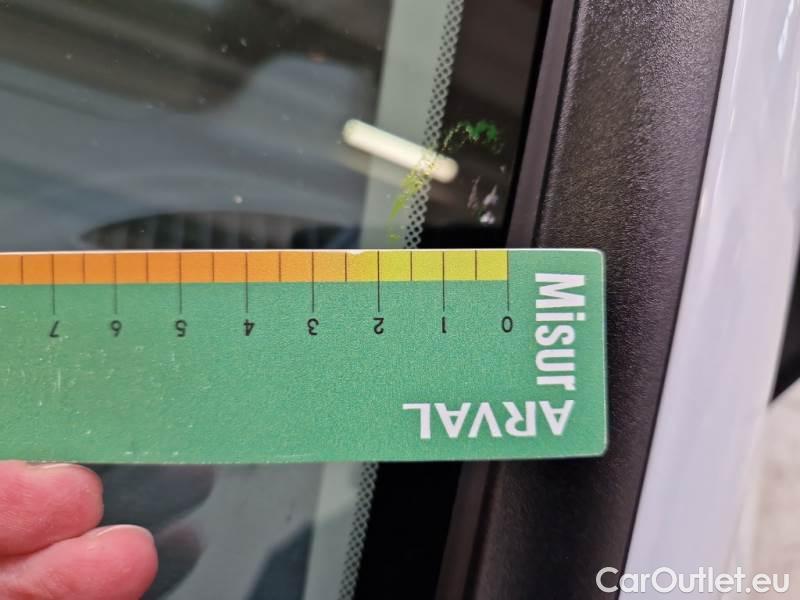 Misur
ARVAL
0 1 2 3 4 5 6 7
CarOutlet.eu